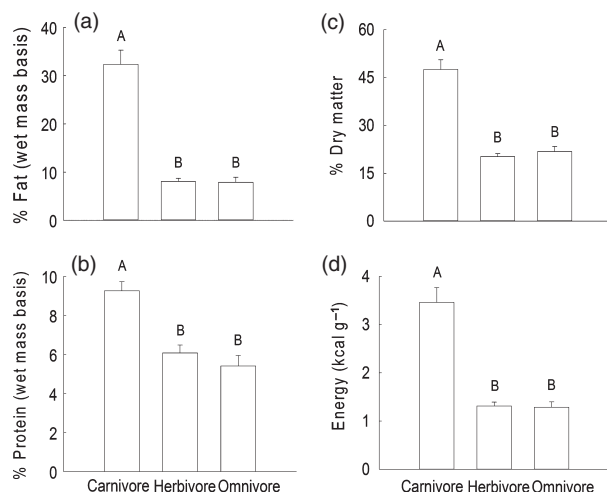 (a)
A
B
B
% Fat (wet mass basis)
40
30
20
10
0
(c)
A
B
B
% Dry matter
60
45
30
15
0
(b)
A
B
B
% Protein (wet mass basis)
10
8
6
4
2
0
Carnivore Herbivore Omnivore
(d)
A
B
B
Energy (kcal g⁻¹)
4
3
2
1
0
Carnivore Herbivore Omnivore